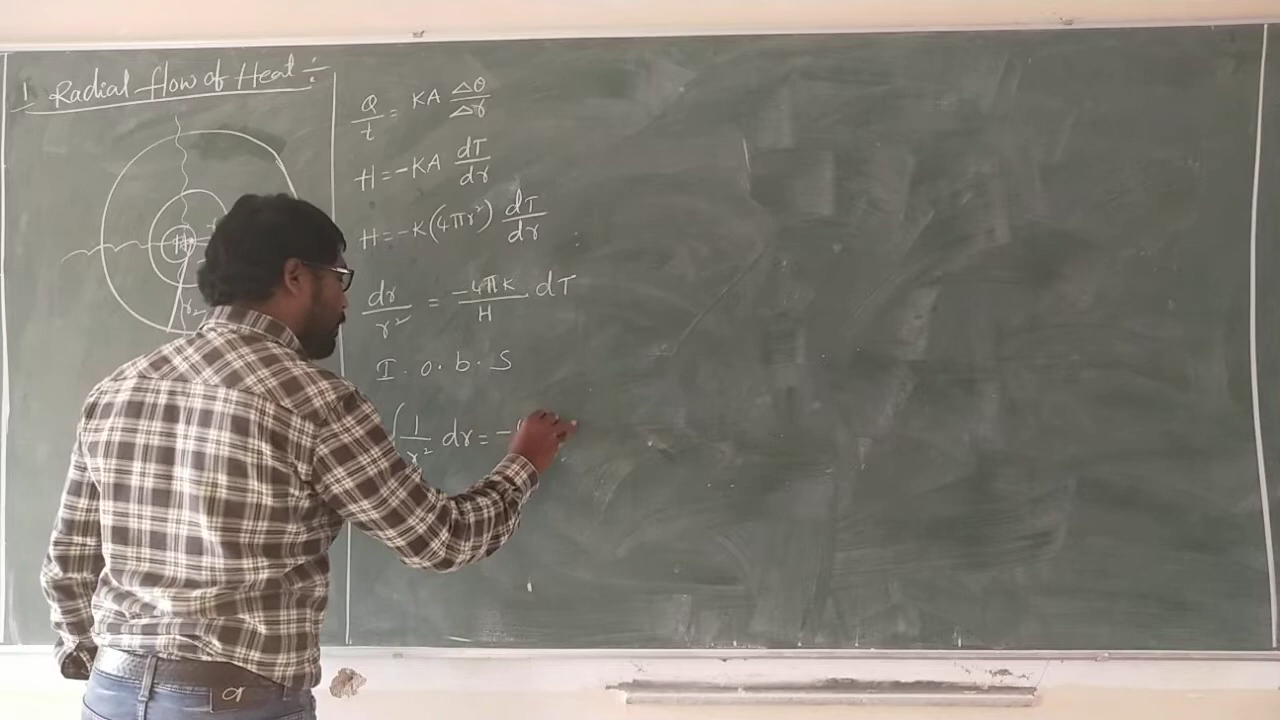 1 Radial flow of Heat :
H
r₂
Q/t = KA Δθ/Δr
H = -KA dT/dr
H = -K(4πr²) dT/dr
dr/r² = -4πK/H dT
I . o . b . S
∫ 1/r² dr = -